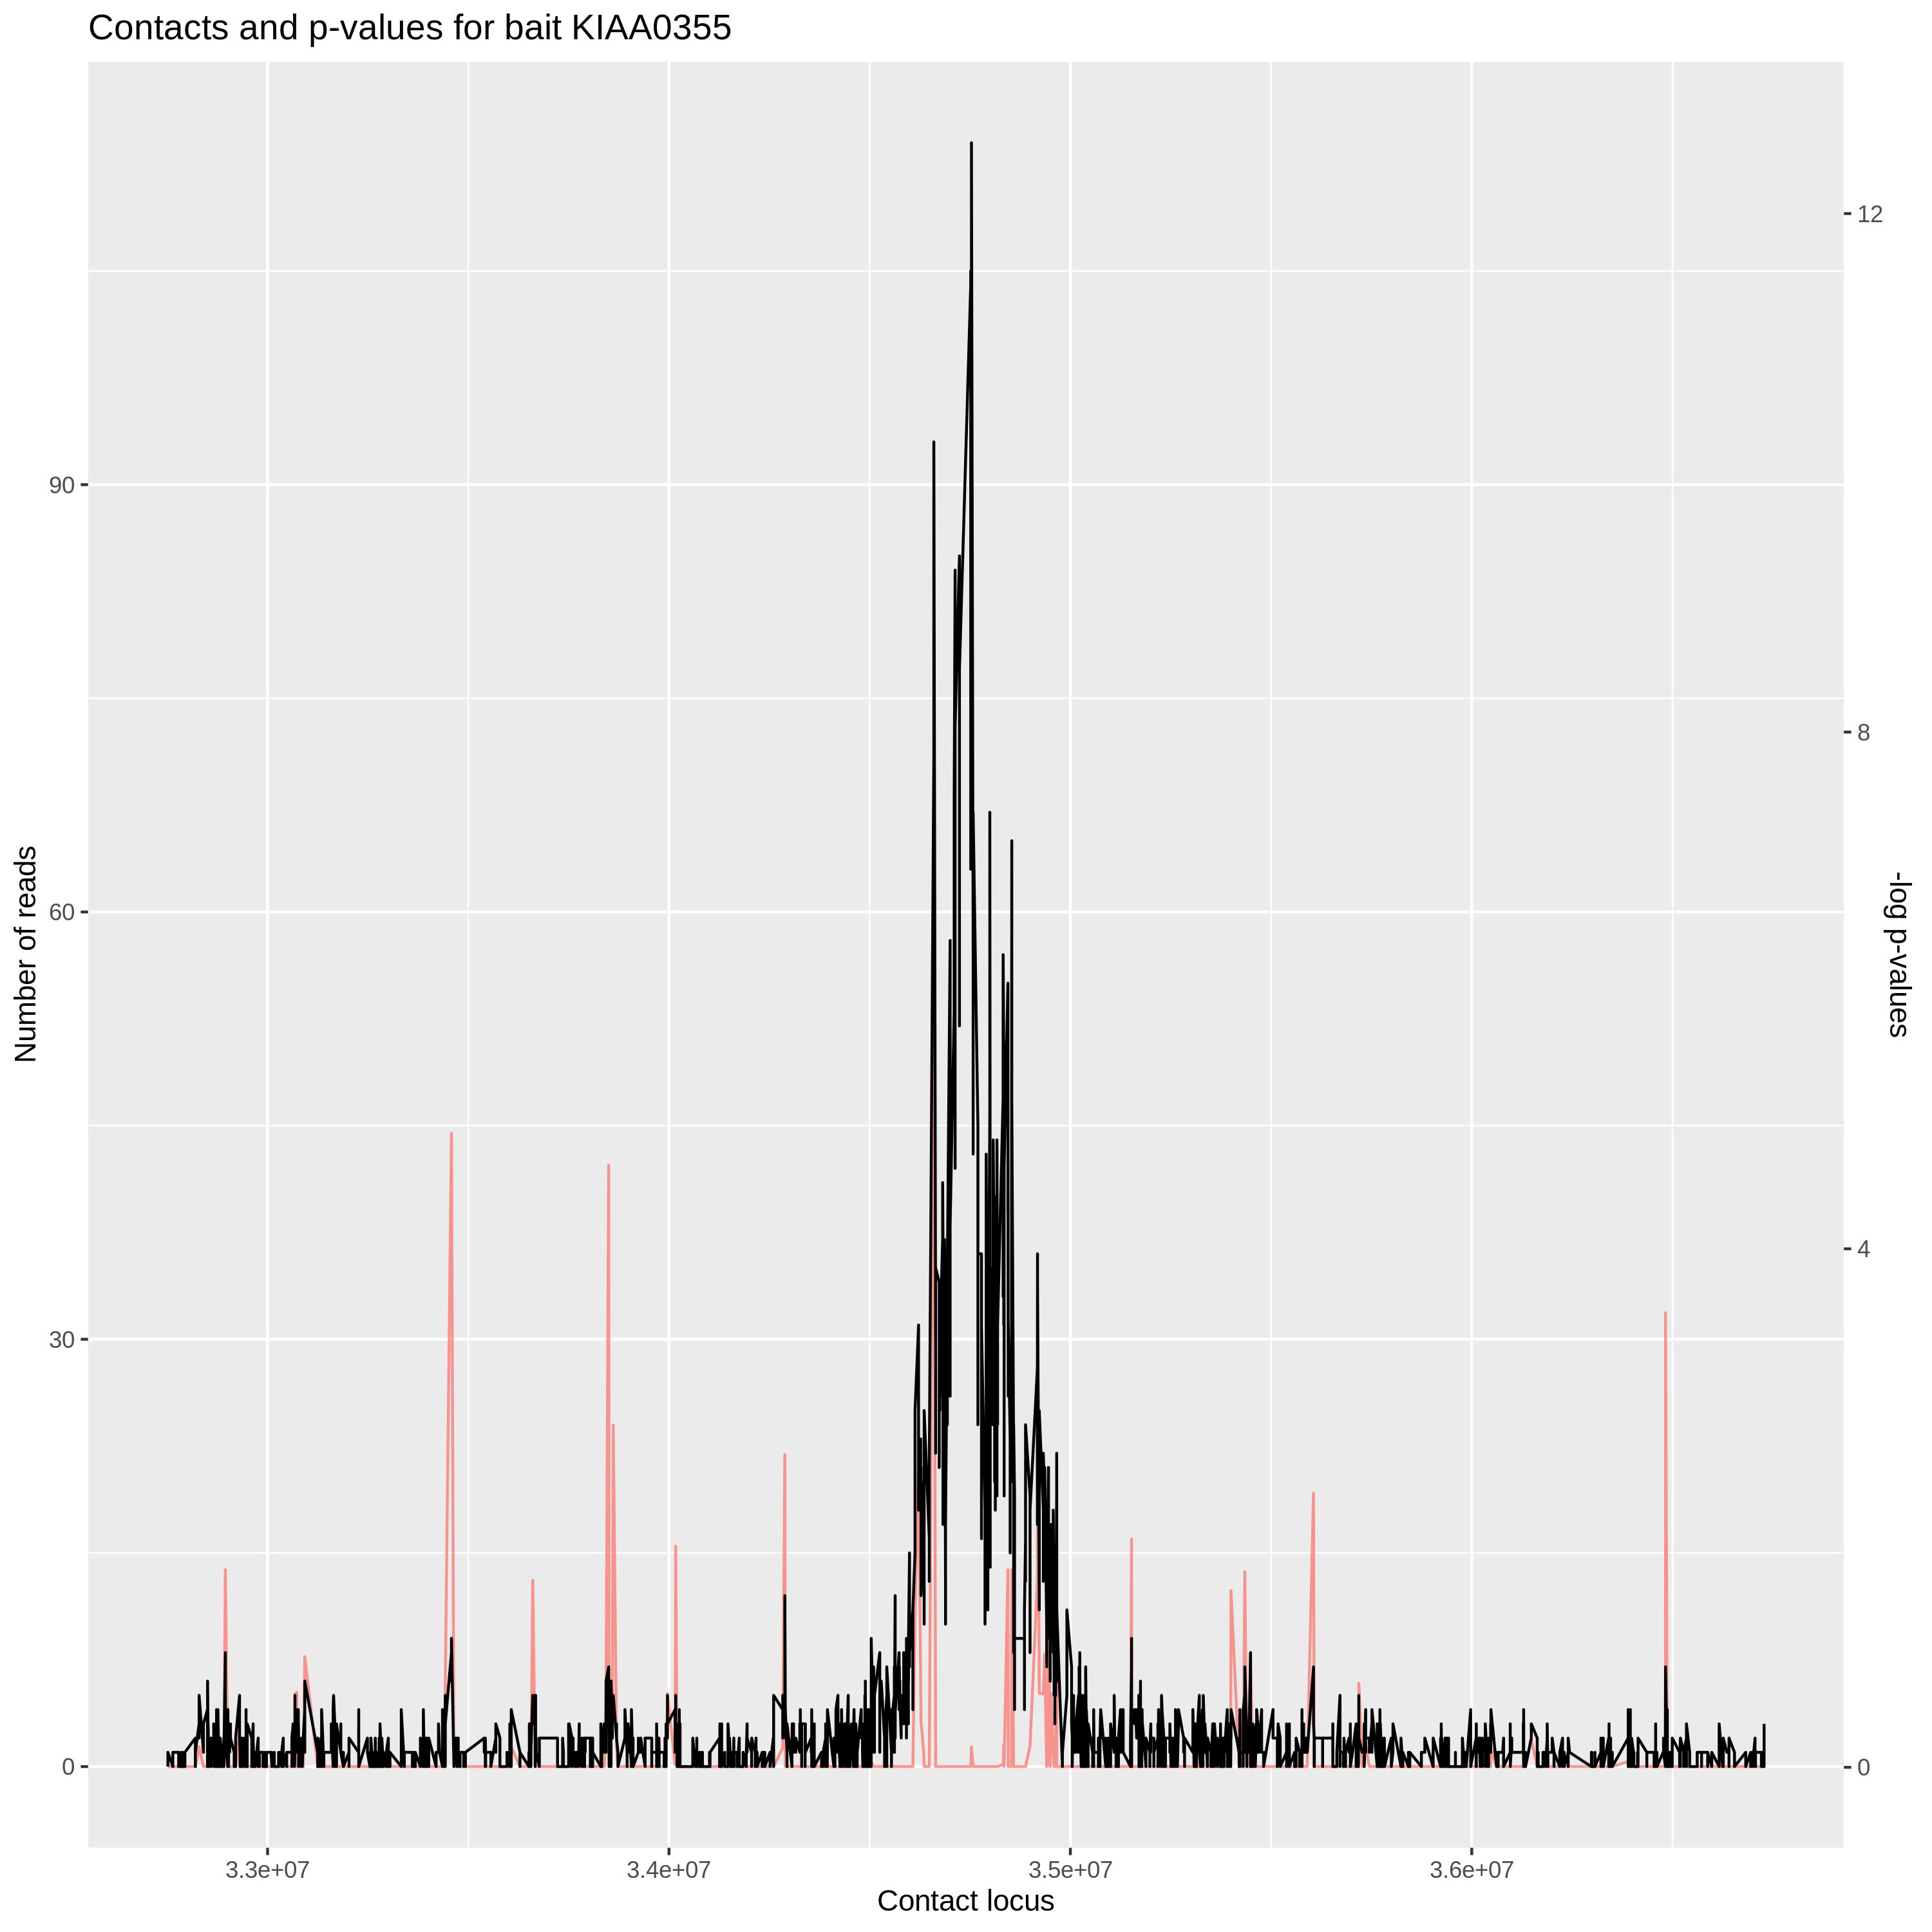 Contacts and p-values for bait KIAA0355
12
90
8
60
4
30
0
0
Number of reads
-log p-values
3.3e+07 3.4e+07 3.5e+07 3.6e+07
Contact locus